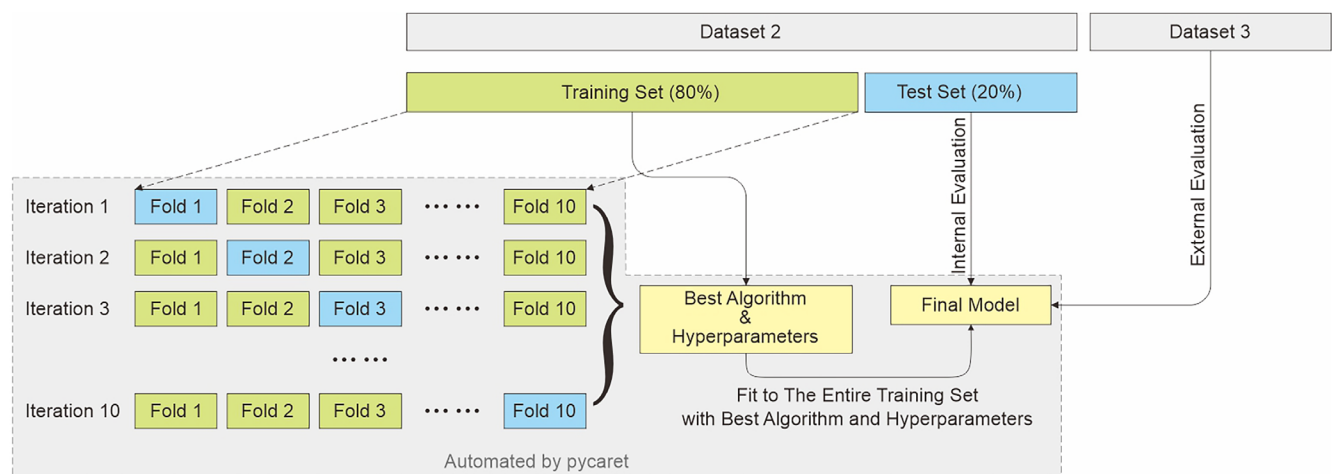 Dataset 2
Dataset 3
Training Set (80%)
Test Set (20%)
Internal Evaluation
External Evaluation
Iteration 1 Fold 1 Fold 2 Fold 3 …… Fold 10
Iteration 2 Fold 1 Fold 2 Fold 3 …… Fold 10
Iteration 3 Fold 1 Fold 2 Fold 3 …… Fold 10
……
Iteration 10 Fold 1 Fold 2 Fold 3 …… Fold 10
Best Algorithm
&
Hyperparameters
Final Model
Fit to The Entire Training Set
with Best Algorithm and Hyperparameters
Automated by pycaret